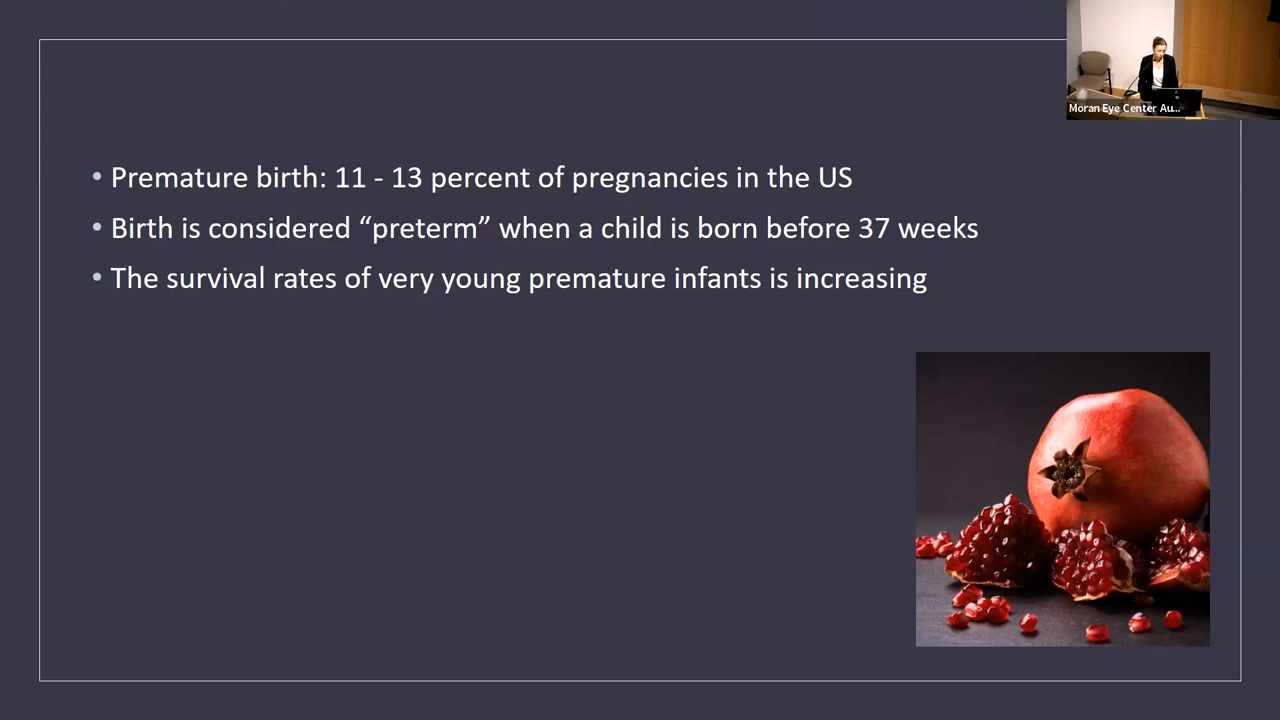 Moran Eye Center Au...
• Premature birth: 11 - 13 percent of pregnancies in the US
• Birth is considered “preterm” when a child is born before 37 weeks
• The survival rates of very young premature infants is increasing